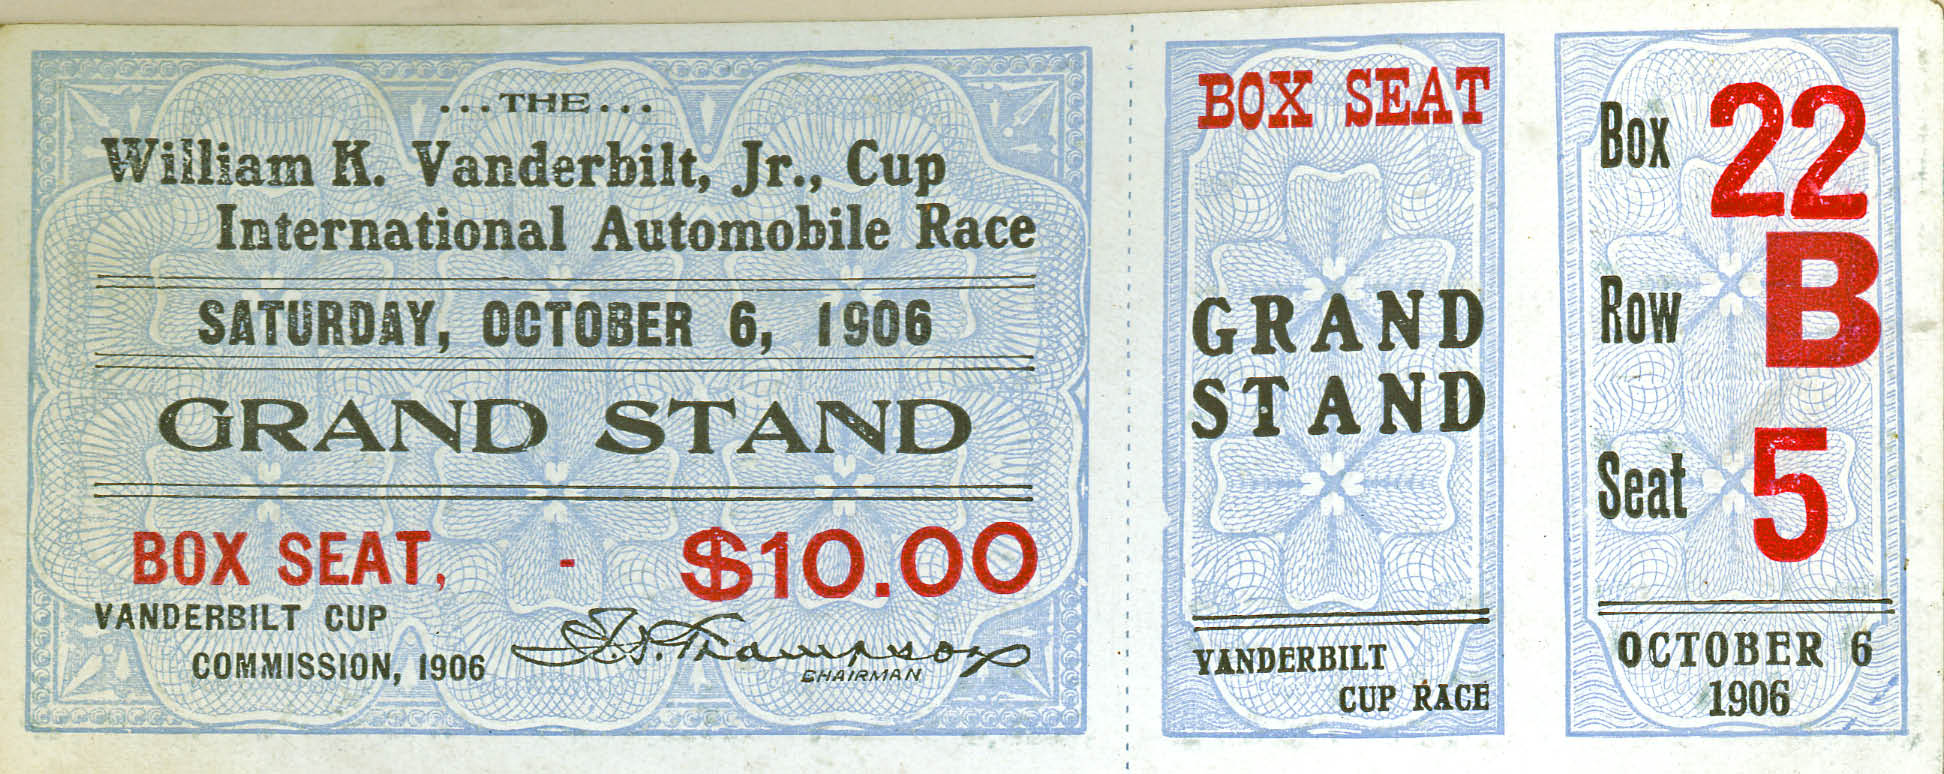 ...THE...
William K. Vanderbilt, Jr., Cup
International Automobile Race
SATURDAY, OCTOBER 6, 1906
GRAND STAND
BOX SEAT, - $10.00
VANDERBILT CUP
COMMISSION, 1906
J. D. Thompson
CHAIRMAN
BOX SEAT
GRAND
STAND
VANDERBILT
CUP RACE
Box 22
Row B
Seat 5
OCTOBER 6
1906